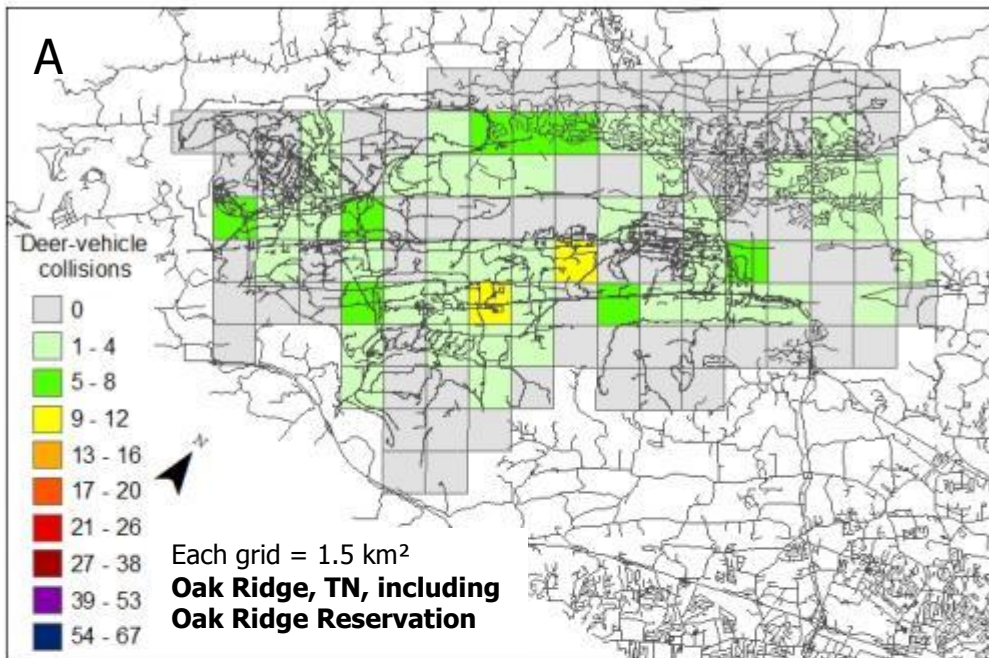 A
Deer-vehicle
collisions
0
1 - 4
5 - 8
9 - 12
13 - 16
17 - 20
21 - 26
27 - 38
39 - 53
54 - 67
N
Each grid = 1.5 km²
Oak Ridge, TN, including
Oak Ridge Reservation